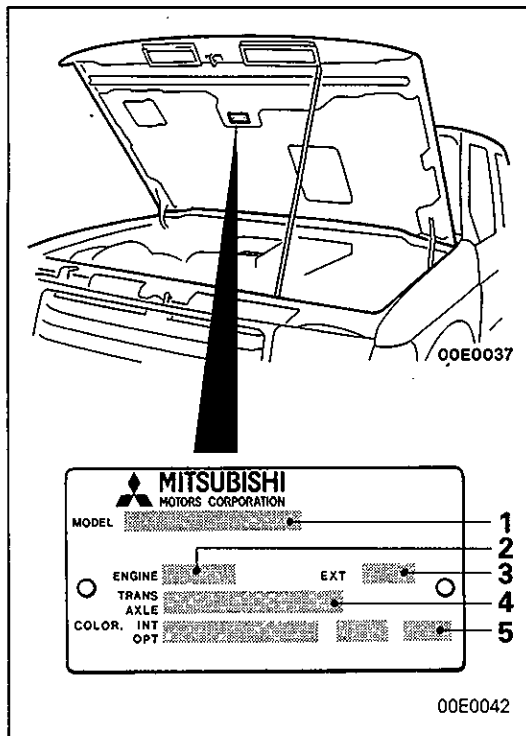 00E0037
MITSUBISHI
MOTORS CORPORATION
MODEL 1
2
ENGINE EXT 3
TRANS
AXLE 4
COLOR. INT
OPT 5
00E0042